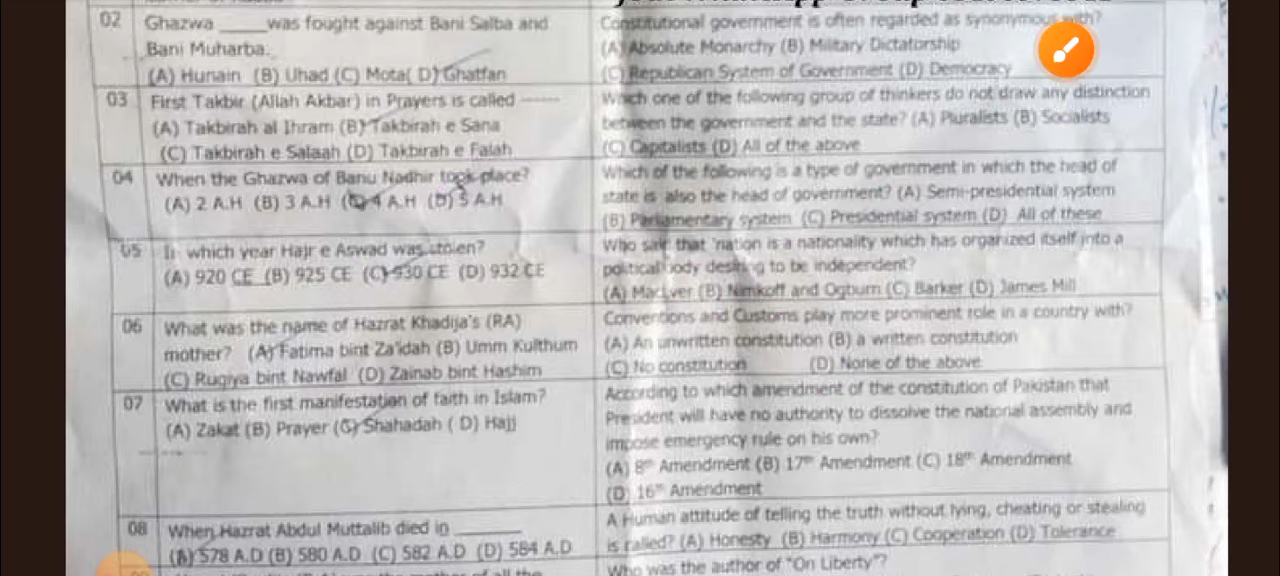 02 Ghazwa ______was fought against Bani Salba and
Bani Muharba.
(A) Hunain (B) Uhad (C) Mota( D) Ghatfan
03 First Takbir (Allah Akbar) in Prayers is called ------
(A) Takbirah al Ihram (B) Takbirah e Sana
(C) Takbirah e Salaah (D) Takbirah e Falah
04 When the Ghazwa of Banu Nadhir took place?
(A) 2 A.H (B) 3 A.H (C) 4 A.H (D) 5 A.H
05 In which year Hajr e Aswad was stolen?
(A) 920 CE (B) 925 CE (C) 930 CE (D) 932 CE
06 What was the name of Hazrat Khadija's (RA)
mother? (A) Fatima bint Za'idah (B) Umm Kulthum
(C) Ruqiya bint Nawfal (D) Zainab bint Hashim
07 What is the first manifestation of faith in Islam?
(A) Zakat (B) Prayer (C) Shahadah ( D) Hajj
08 When Hazrat Abdul Muttalib died in ________
(A) 578 A.D (B) 580 A.D (C) 582 A.D (D) 584 A.D
Constitutional government is often regarded as synonymous with?
(A) Absolute Monarchy (B) Military Dictatorship
(C) Republican System of Government (D) Democracy
Which one of the following group of thinkers do not draw any distinction
between the government and the state? (A) Pluralists (B) Socialists
(C) Capitalists (D) All of the above
Which of the following is a type of government in which the head of
state is also the head of government? (A) Semi-presidential system
(B) Parliamentary system (C) Presidential system (D) All of these
Who said that 'nation is a nationality which has organized itself into a
political body desiring to be independent?
(A) MacLver (B) Nimkoff and Ogburn (C) Barker (D) James Mill
Conventions and Customs play more prominent role in a country with?
(A) An unwritten constitution (B) a written constitution
(C) No constitution (D) None of the above
According to which amendment of the constitution of Pakistan that
President will have no authority to dissolve the national assembly and
impose emergency rule on his own?
(A) 8th Amendment (B) 17th Amendment (C) 18th Amendment
(D) 16th Amendment
A Human attitude of telling the truth without lying, cheating or stealing
is called? (A) Honesty (B) Harmony (C) Cooperation (D) Tolerance
Who was the author of "On Liberty"?